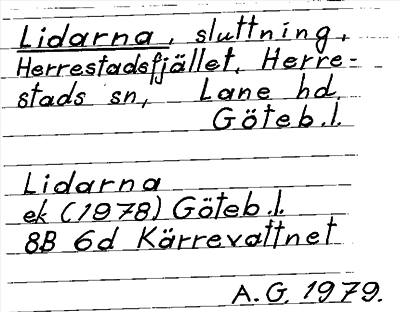 Lidarna, sluttning,
Herrestadsfjället, Herre-
stads sn, Lane hd,
Göteb.l.
Lidarna
ek (1978) Göteb.l.
8B 6d Kärrevattnet
A.G. 1979.